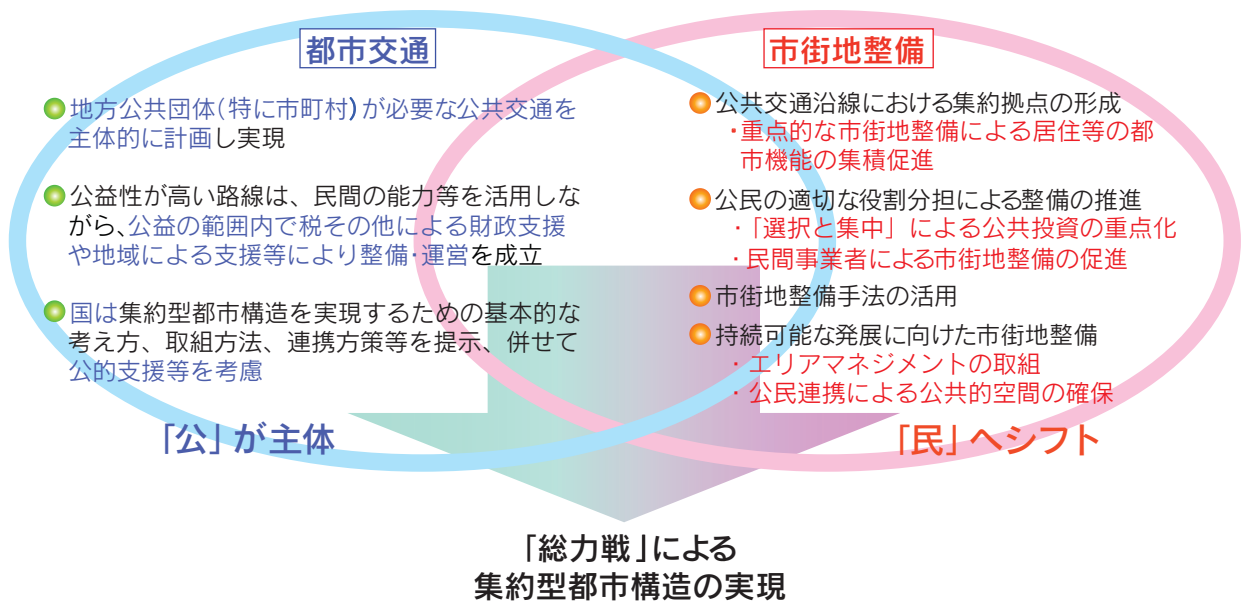 都市交通
地方公共団体(特に市町村)が必要な公共交通を
主体的に計画し実現
公益性が高い路線は、民間の能力等を活用しな
がら、公益の範囲内で税その他による財政支援
や地域による支援等により整備・運営を成立
国は集約型都市構造を実現するための基本的な
考え方、取組方法、連携方策等を提示、併せて
公的支援等を考慮
「公」が主体
市街地整備
公共交通沿線における集約拠点の形成
・重点的な市街地整備による居住等の都
市機能の集積促進
公民の適切な役割分担による整備の推進
・「選択と集中」による公共投資の重点化
・民間事業者による市街地整備の促進
市街地整備手法の活用
持続可能な発展に向けた市街地整備
・エリアマネジメントの取組
・公民連携による公共的空間の確保
「民」へシフト
「総力戦」による
集約型都市構造の実現